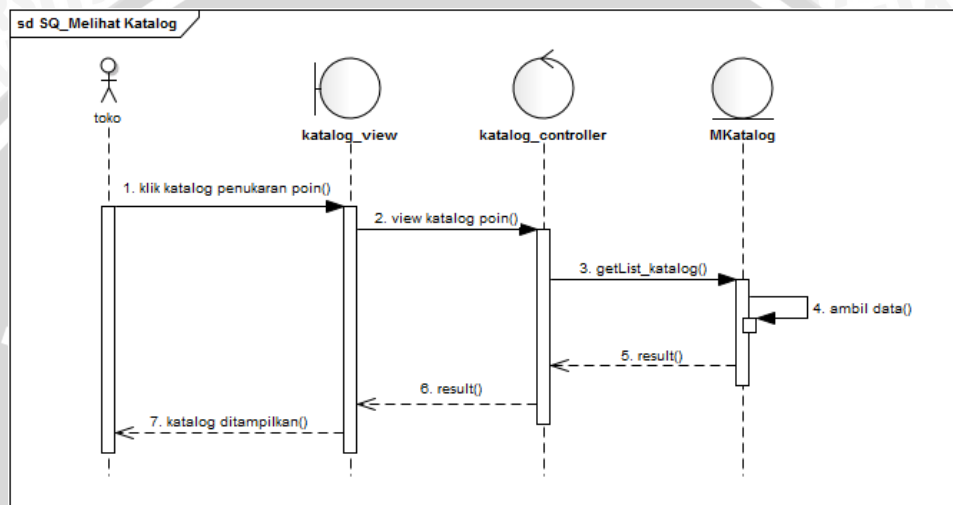 sd SQ_Melihat Katalog
toko
katalog_view
katalog_controller
MKatalog
1. klik katalog penukaran poin()
2. view katalog poin()
3. getList_katalog()
4. ambil data()
5. result()
6. result()
7. katalog ditampilkan()